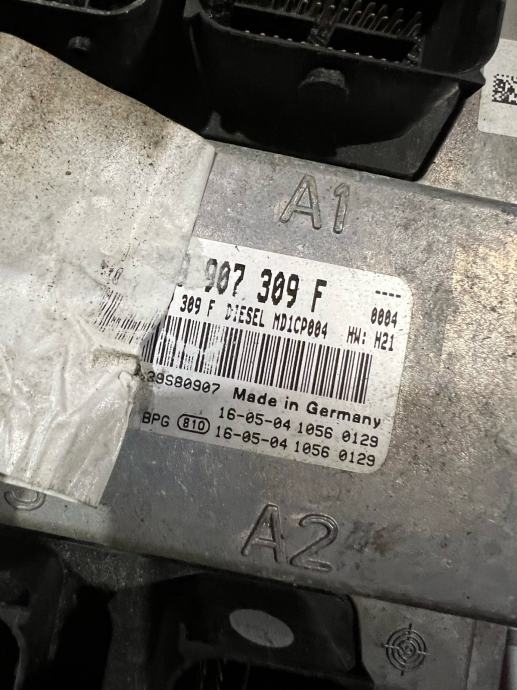 A1
907 309 F
309 F DIESEL MD1CP004 HW: H21
0004
39S80907 Made in Germany
16-05-04 1056 0129
BPG 810 16-05-04 1056 0129
A2